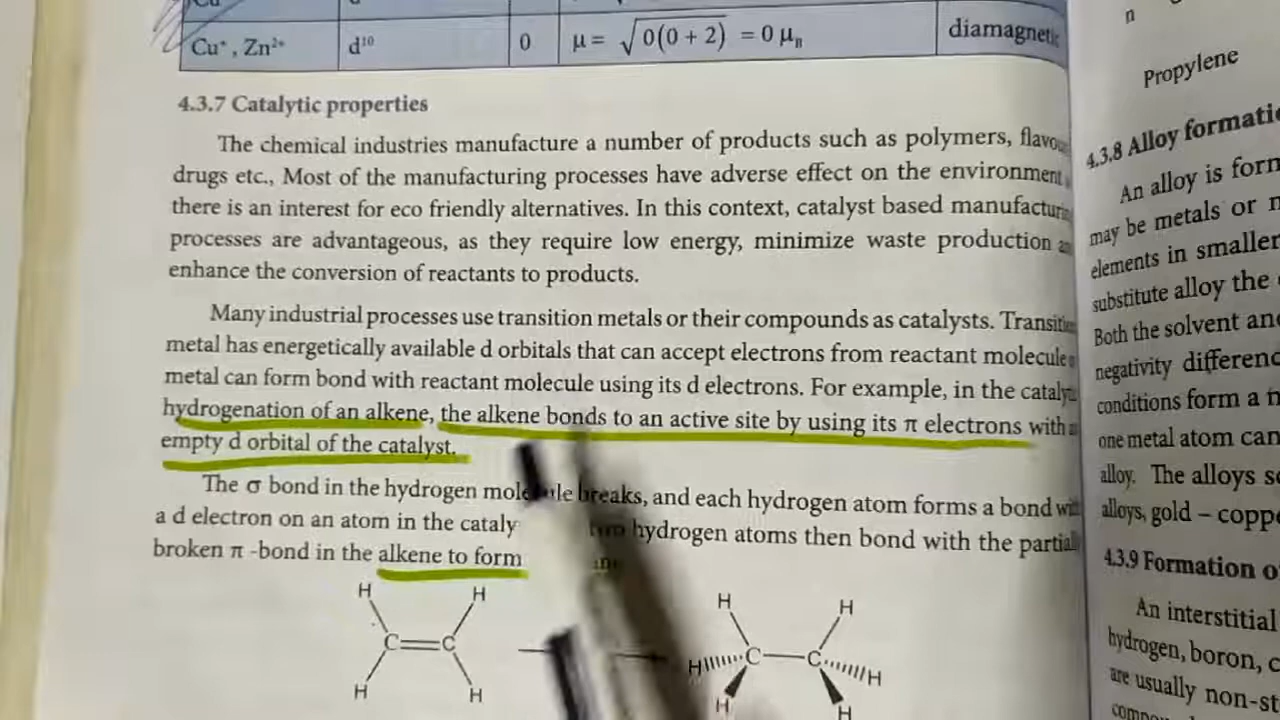 Cu⁺ , Zn²⁺ d¹⁰ 0 μ = √0(0 + 2) = 0 μB diamagnetic
4.3.7 Catalytic properties
The chemical industries manufacture a number of products such as polymers,
drugs etc., Most of the manufacturing processes have adverse effect on the environment
there is an interest for eco friendly alternatives. In this context, catalyst based
processes are advantageous, as they require low energy, minimize waste production
enhance the conversion of reactants to products.
Many industrial processes use transition metals or their compounds as catalysts.
metal has energetically available d orbitals that can accept electrons from reactant
metal can form bond with reactant molecule using its d electrons. For example, in the
hydrogenation of an alkene, the alkene bonds to an active site by using its π electrons with
empty d orbital of the catalyst.
The σ bond in the hydrogen breaks, and each hydrogen atom forms a bond
a d electron on an atom in the hydrogen atoms then bond with the
broken π -bond in the alkene to form
H H H H
C C C C
H H
H H
H H
n
Propylene
4.3.8 Alloy
An alloy is
may be metals or
elements in smaller
substitute alloy the
Both the solvent
negativity
conditions form a
one metal atom can
alloy. The alloys
alloys, gold –
4.3.9 Formation
An interstitial
hydrogen, boron,
are usually